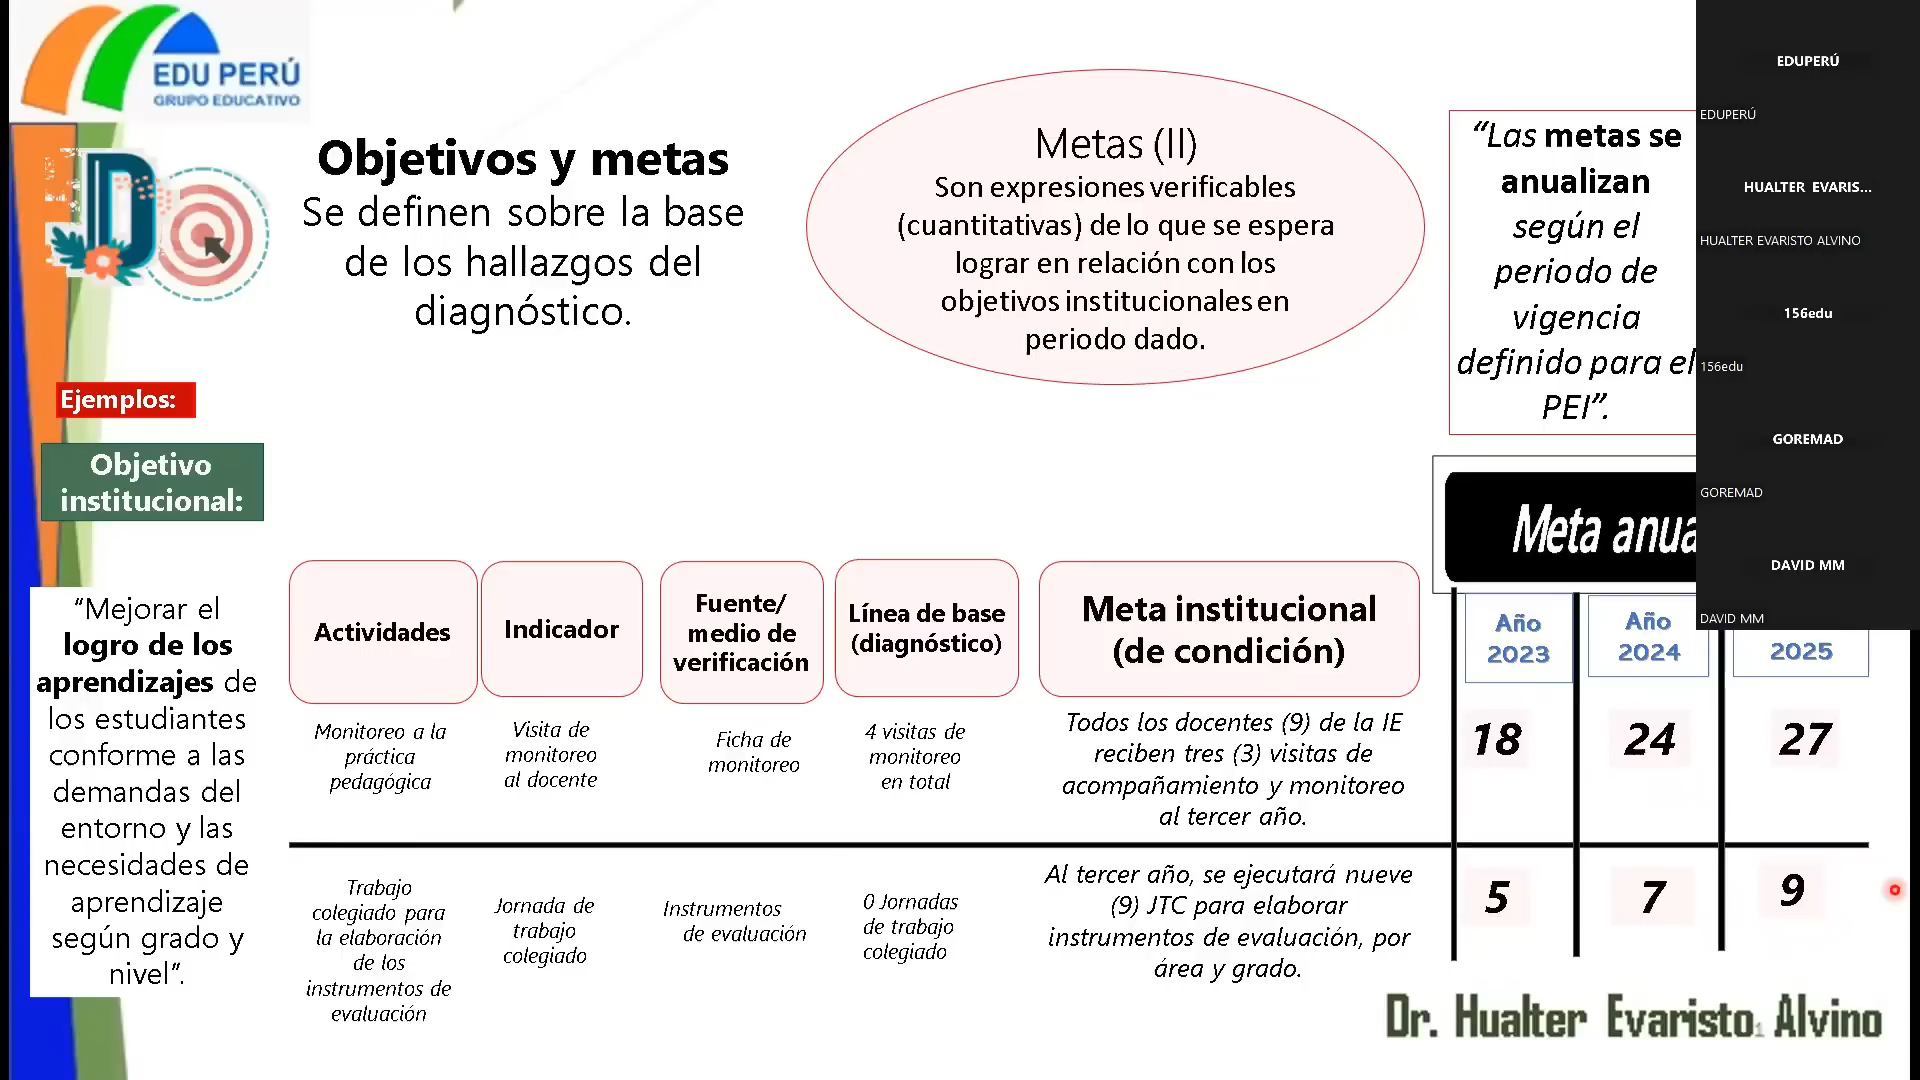 EDU PERÚ
GRUPO EDUCATIVO
Objetivos y metas
Se definen sobre la base
de los hallazgos del
diagnóstico.
Metas (II)
Son expresiones verificables
(cuantitativas) de lo que se espera
lograr en relación con los
objetivos institucionales en
periodo dado.
“Las metas se
anualizan
según el
periodo de
vigencia
definido para el
PEI”.
EDUPERÚ
EDUPERÚ
HUALTER EVARIS...
HUALTER EVARISTO ALVINO
156edu
156edu
GOREMAD
GOREMAD
DAVID MM
DAVID MM
Ejemplos:
Objetivo
institucional:
“Mejorar el
logro de los
aprendizajes de
los estudiantes
conforme a las
demandas del
entorno y las
necesidades de
aprendizaje
según grado y
nivel”.
Actividades
Indicador
Fuente/
medio de
verificación
Línea de base
(diagnóstico)
Meta institucional
(de condición)
Meta anua
Año
2023
Año
2024
2025
Monitoreo a la
práctica
pedagógica
Visita de
monitoreo
al docente
Ficha de
monitoreo
4 visitas de
monitoreo
en total
Todos los docentes (9) de la IE
reciben tres (3) visitas de
acompañamiento y monitoreo
al tercer año.
18
24
27
Trabajo
colegiado para
la elaboración
de los
instrumentos de
evaluación
Jornada de
trabajo
colegiado
Instrumentos
de evaluación
0 Jornadas
de trabajo
colegiado
Al tercer año, se ejecutará nueve
(9) JTC para elaborar
instrumentos de evaluación, por
área y grado.
5
7
9
Dr. Hualter Evaristo Alvino